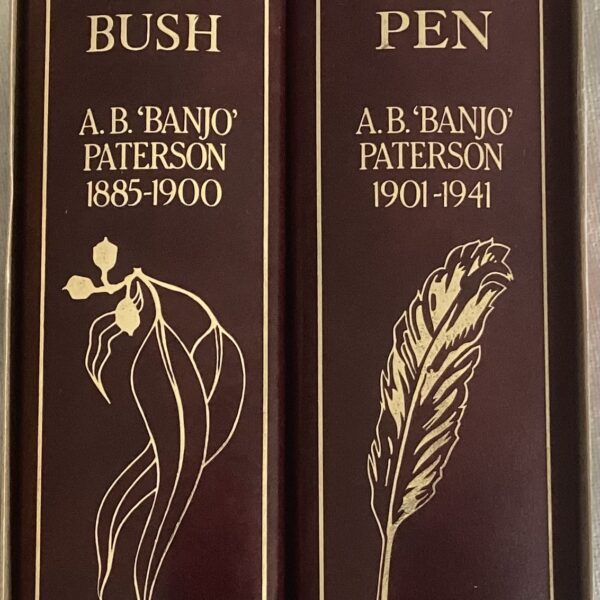 BUSH
A.B. ‘BANJO’
PATERSON
1885-1900
PEN
A.B. ‘BANJO’
PATERSON
1901-1941